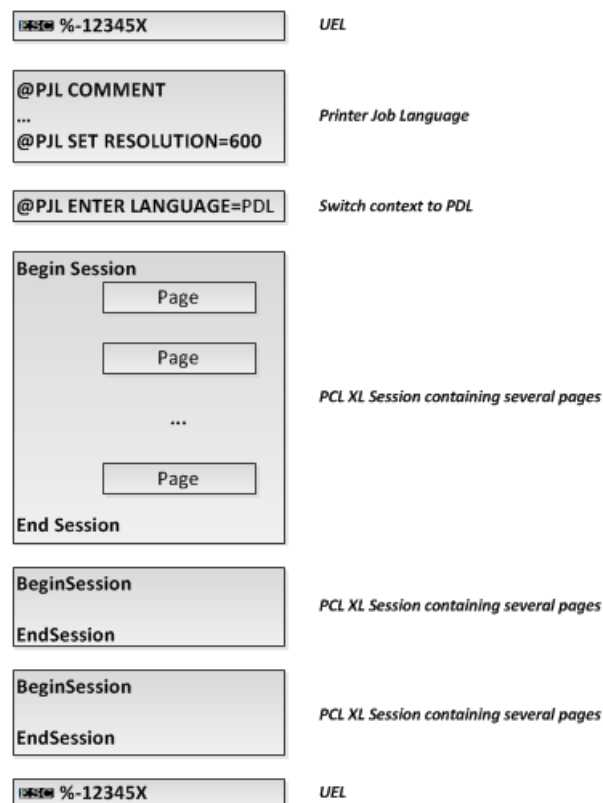 ESC %-12345X UEL
@PJL COMMENT
...
@PJL SET RESOLUTION=600
Printer Job Language
@PJL ENTER LANGUAGE=PDL Switch context to PDL
Begin Session
Page
Page
...
Page
End Session
PCL XL Session containing several pages
BeginSession
EndSession
PCL XL Session containing several pages
BeginSession
EndSession
PCL XL Session containing several pages
ESC %-12345X UEL